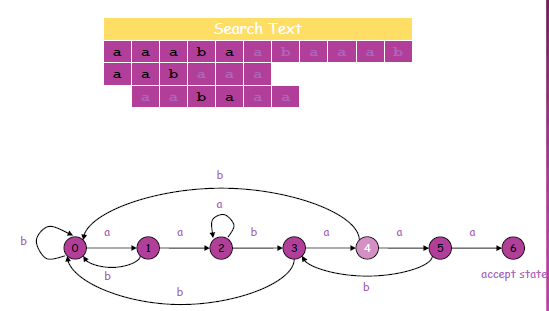 Search Text
a a a b a a b a a a b
a a b a a a
a a b a a a
b
a
a a b a a a
b
0 1 2 3 4 5 6
b
accept state
b
b